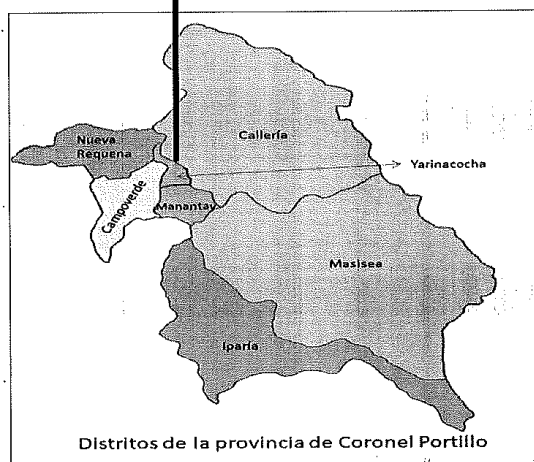 Callería
Nueva
Requena
Yarinacocha
Campoverde
Manantay
Masisea
Iparía
Distritos de la provincia de Coronel Portillo